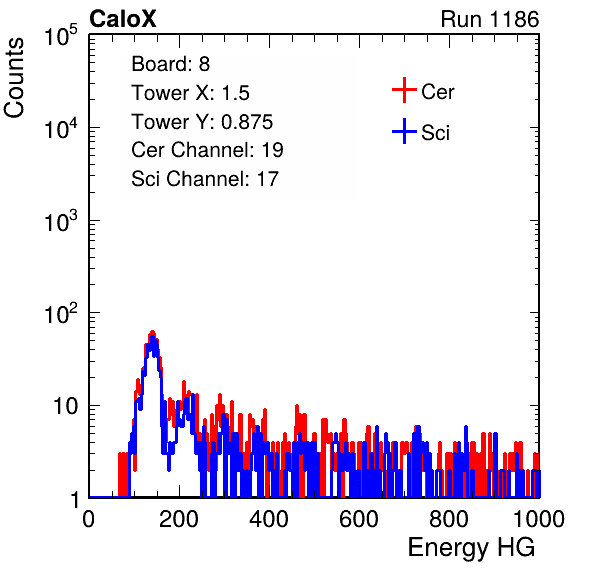 CaloX Run 1186
Counts
10^5
10^4
10^3
10^2
10
1
Board: 8
Tower X: 1.5
Tower Y: 0.875
Cer Channel: 19
Sci Channel: 17
Cer
Sci
0 200 400 600 800 1000
Energy HG